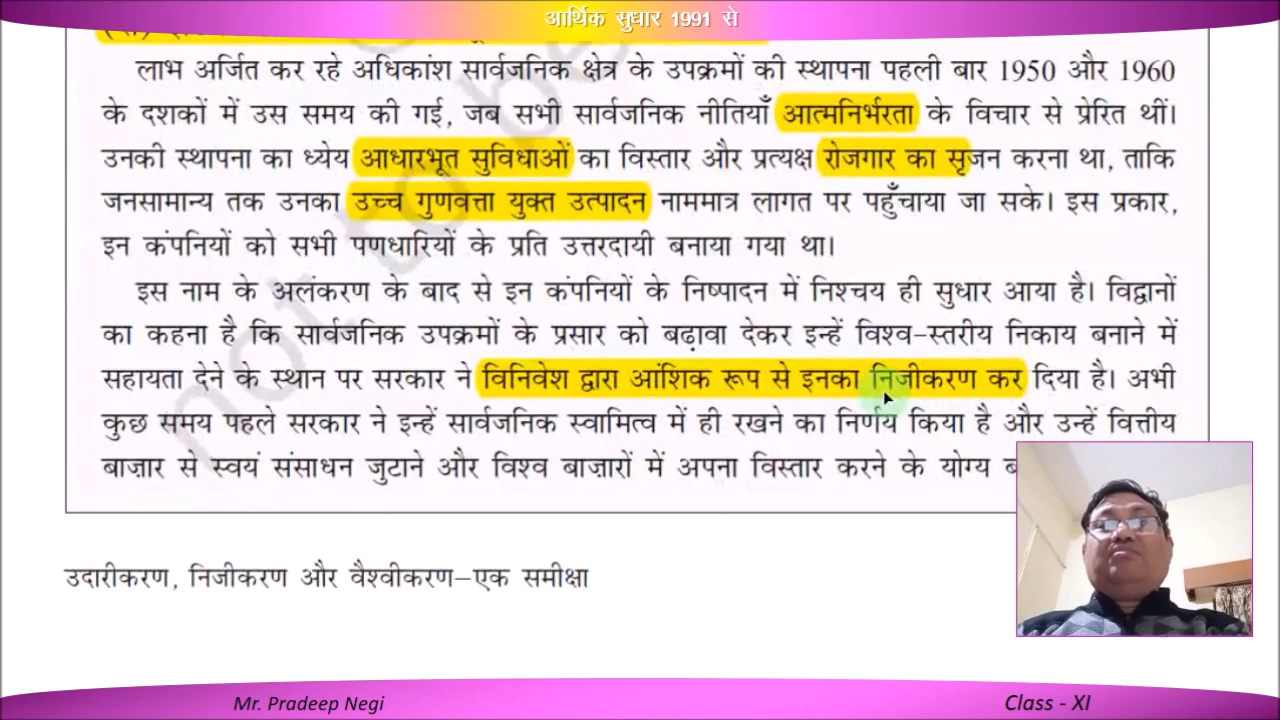 आर्थिक सुधार 1991 से
लाभ अर्जित कर रहे अधिकांश सार्वजनिक क्षेत्र के उपक्रमों की स्थापना पहली बार 1950 और 1960
के दशकों में उस समय की गई, जब सभी सार्वजनिक नीतियाँ आत्मनिर्भरता के विचार से प्रेरित थीं।
उनकी स्थापना का ध्येय आधारभूत सुविधाओं का विस्तार और प्रत्यक्ष रोजगार का सृजन करना था, ताकि
जनसामान्य तक उनका उच्च गुणवत्ता युक्त उत्पादन नाममात्र लागत पर पहुँचाया जा सके। इस प्रकार,
इन कंपनियों को सभी पणधारियों के प्रति उत्तरदायी बनाया गया था।
इस नाम के अलंकरण के बाद से इन कंपनियों के निष्पादन में निश्चय ही सुधार आया है। विद्वानों
का कहना है कि सार्वजनिक उपक्रमों के प्रसार को बढ़ावा देकर इन्हें विश्व-स्तरीय निकाय बनाने में
सहायता देने के स्थान पर सरकार ने विनिवेश द्वारा आंशिक रूप से इनका निजीकरण कर दिया है। अभी
कुछ समय पहले सरकार ने इन्हें सार्वजनिक स्वामित्व में ही रखने का निर्णय किया है और उन्हें वित्तीय
बाज़ार से स्वयं संसाधन जुटाने और विश्व बाज़ारों में अपना विस्तार करने के योग्य
उदारीकरण, निजीकरण और वैश्वीकरण–एक समीक्षा
not to be
Mr. Pradeep Negi
Class - XI